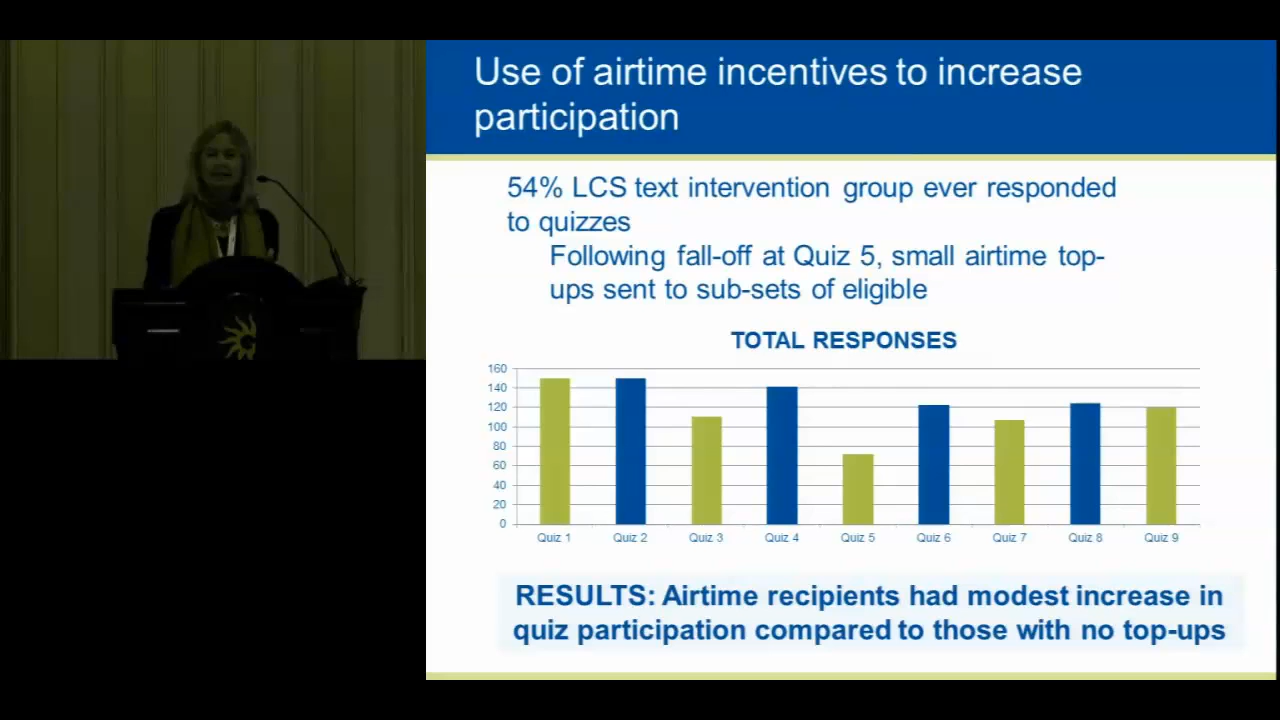 Use of airtime incentives to increase
participation
54% LCS text intervention group ever responded
to quizzes
Following fall-off at Quiz 5, small airtime top-
ups sent to sub-sets of eligible
TOTAL RESPONSES
160
140
120
100
80
60
40
20
0
Quiz 1 Quiz 2 Quiz 3 Quiz 4 Quiz 5 Quiz 6 Quiz 7 Quiz 8 Quiz 9
RESULTS: Airtime recipients had modest increase in
quiz participation compared to those with no top-ups